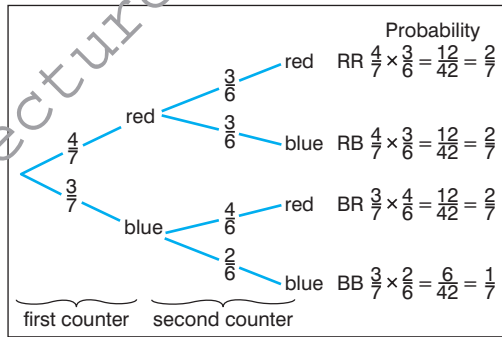 Probability
red RR 4/7 × 3/6 = 12/42 = 2/7
3/6
red
3/6
4/7
blue RB 4/7 × 3/6 = 12/42 = 2/7
3/7
red BR 3/7 × 4/6 = 12/42 = 2/7
4/6
blue
2/6
blue BB 3/7 × 2/6 = 6/42 = 1/7
first counter second counter
ecture